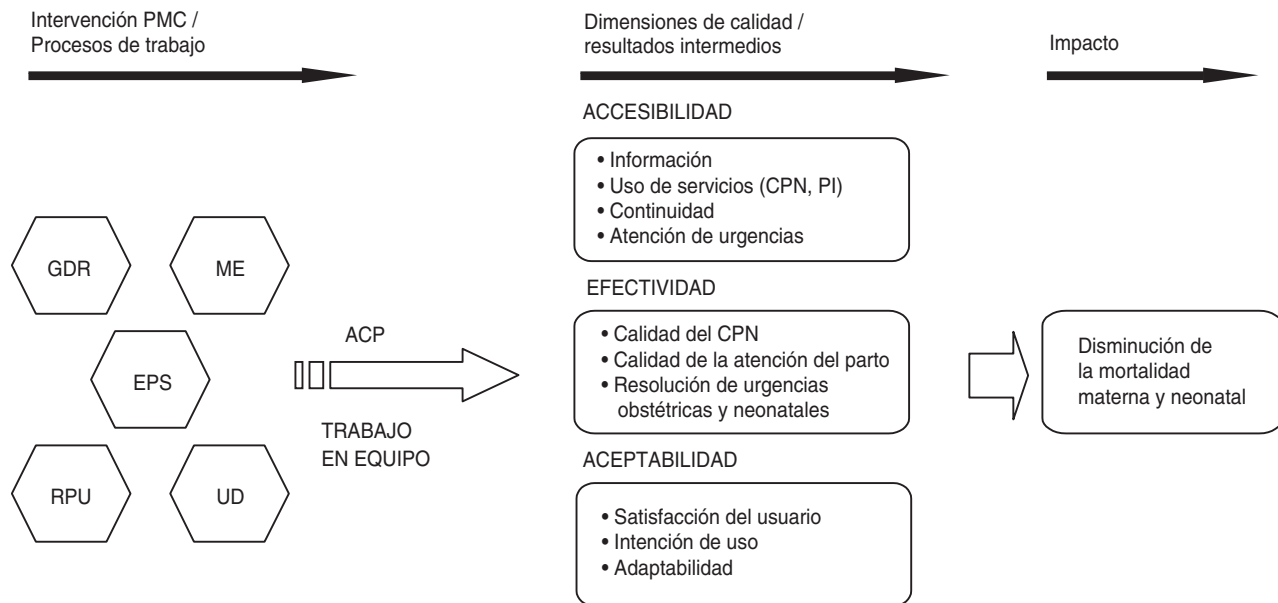 Intervención PMC /
Procesos de trabajo
GDR
ME
EPS
RPU
UD
ACP
TRABAJO
EN EQUIPO
Dimensiones de calidad /
resultados intermedios
ACCESIBILIDAD
• Información
• Uso de servicios (CPN, PI)
• Continuidad
• Atención de urgencias
EFECTIVIDAD
• Calidad del CPN
• Calidad de la atención del parto
• Resolución de urgencias
obstétricas y neonatales
ACEPTABILIDAD
• Satisfacción del usuario
• Intención de uso
• Adaptabilidad
Impacto
Disminución de
la mortalidad
materna y neonatal